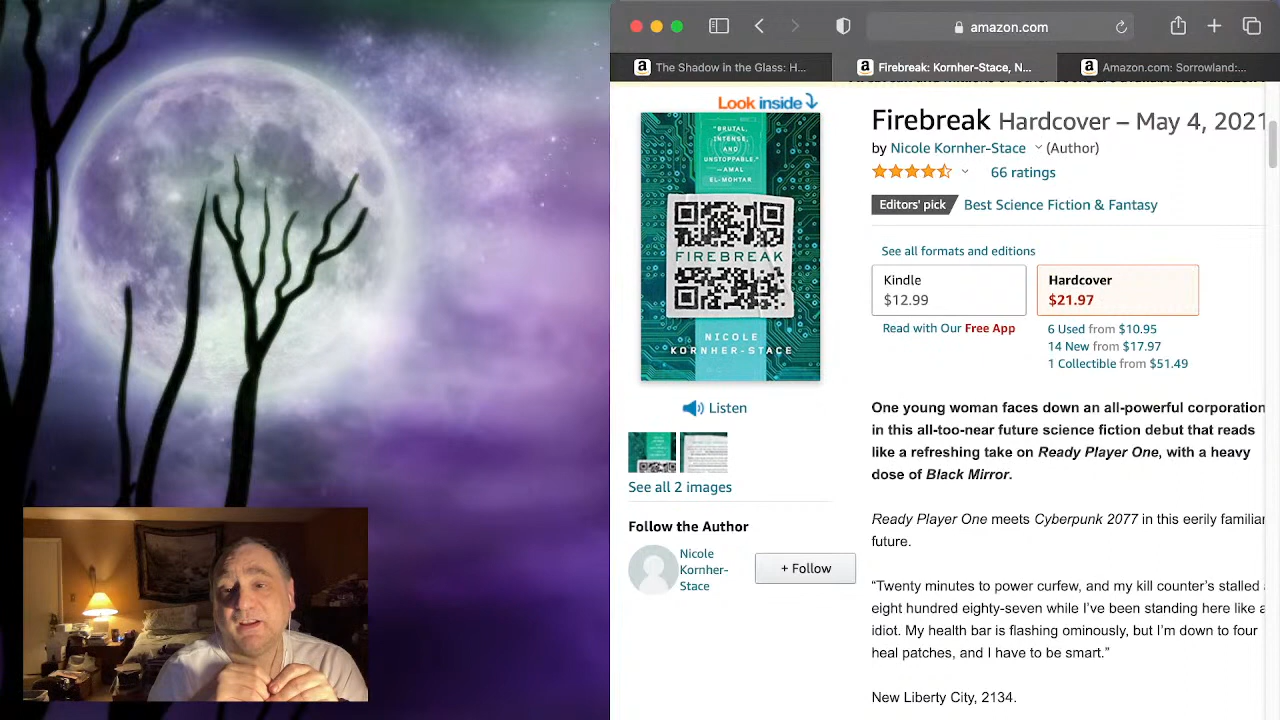 amazon.com
The Shadow in the Glass: H...
Firebreak: Kornher-Stace, N...
Amazon.com: Sorrowland:...
Look inside
"BRUTAL,
INTENSE,
AND
UNSTOPPABLE."
—AMAL
EL-MOHTAR
FIREBREAK
NICOLE
KORNHER-STACE
Listen
See all 2 images
Follow the Author
Nicole
Kornher-
Stace
+ Follow
Firebreak Hardcover – May 4, 2021
by Nicole Kornher-Stace (Author)
66 ratings
Editors' pick Best Science Fiction & Fantasy
See all formats and editions
Kindle
$12.99
Hardcover
$21.97
Read with Our Free App
6 Used from $10.95
14 New from $17.97
1 Collectible from $51.49
One young woman faces down an all-powerful corporation
in this all-too-near future science fiction debut that reads
like a refreshing take on Ready Player One, with a heavy
dose of Black Mirror.
Ready Player One meets Cyberpunk 2077 in this eerily familiar
future.
“Twenty minutes to power curfew, and my kill counter’s stalled
eight hundred eighty-seven while I’ve been standing here like a
idiot. My health bar is flashing ominously, but I’m down to four
heal patches, and I have to be smart.”
New Liberty City, 2134.